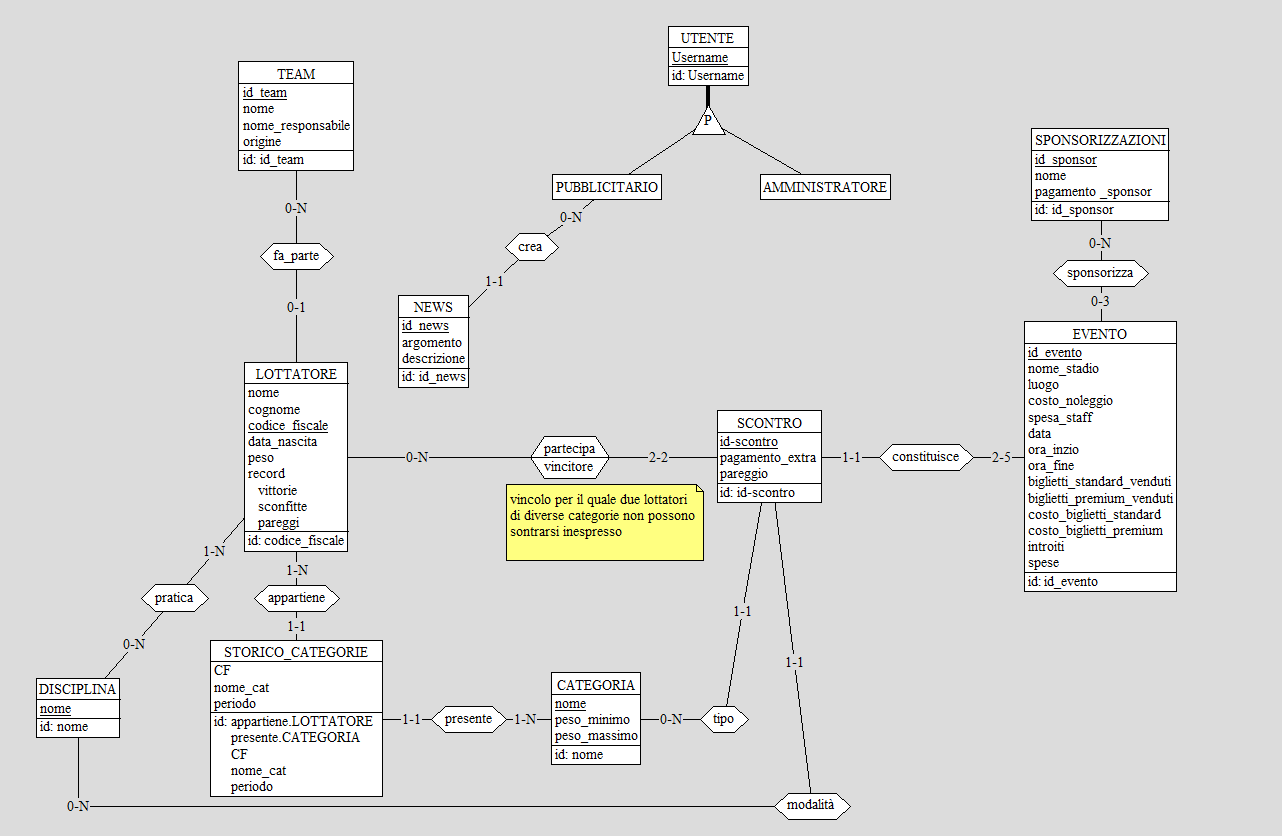 UTENTE
Username
id: Username
P
PUBBLICITARIO
AMMINISTRATORE
TEAM
id_team
nome
nome_responsabile
origine
id: id_team
0-N
fa_parte
0-1
0-N
crea
1-1
NEWS
id_news
argomento
descrizione
id: id_news
SPONSORIZZAZIONI
id_sponsor
nome
pagamento _sponsor
id: id_sponsor
0-N
sponsorizza
0-3
EVENTO
id_evento
nome_stadio
luogo
costo_noleggio
spesa_staff
data
ora_inzio
ora_fine
biglietti_standard_venduti
biglietti_premium_venduti
costo_biglietti_standard
costo_biglietti_premium
introiti
spese
id: id_evento
LOTTATORE
nome
cognome
codice_fiscale
data_nascita
peso
record
vittorie
sconfitte
pareggi
id: codice_fiscale
0-N
partecipa
vincitore
2-2
SCONTRO
id-scontro
pagamento_extra
pareggio
id: id-scontro
1-1
constituisce
2-5
vincolo per il quale due lottatori
di diverse categorie non possono
sontrarsi inespresso
1-N
pratica
0-N
1-N
appartiene
1-1
1-1
1-1
DISCIPLINA
nome
id: nome
STORICO_CATEGORIE
CF
nome_cat
periodo
id: appartiene.LOTTATORE
presente.CATEGORIA
CF
nome_cat
periodo
1-1
presente
1-N
CATEGORIA
nome
peso_minimo
peso_massimo
id: nome
0-N
tipo
0-N
modalità